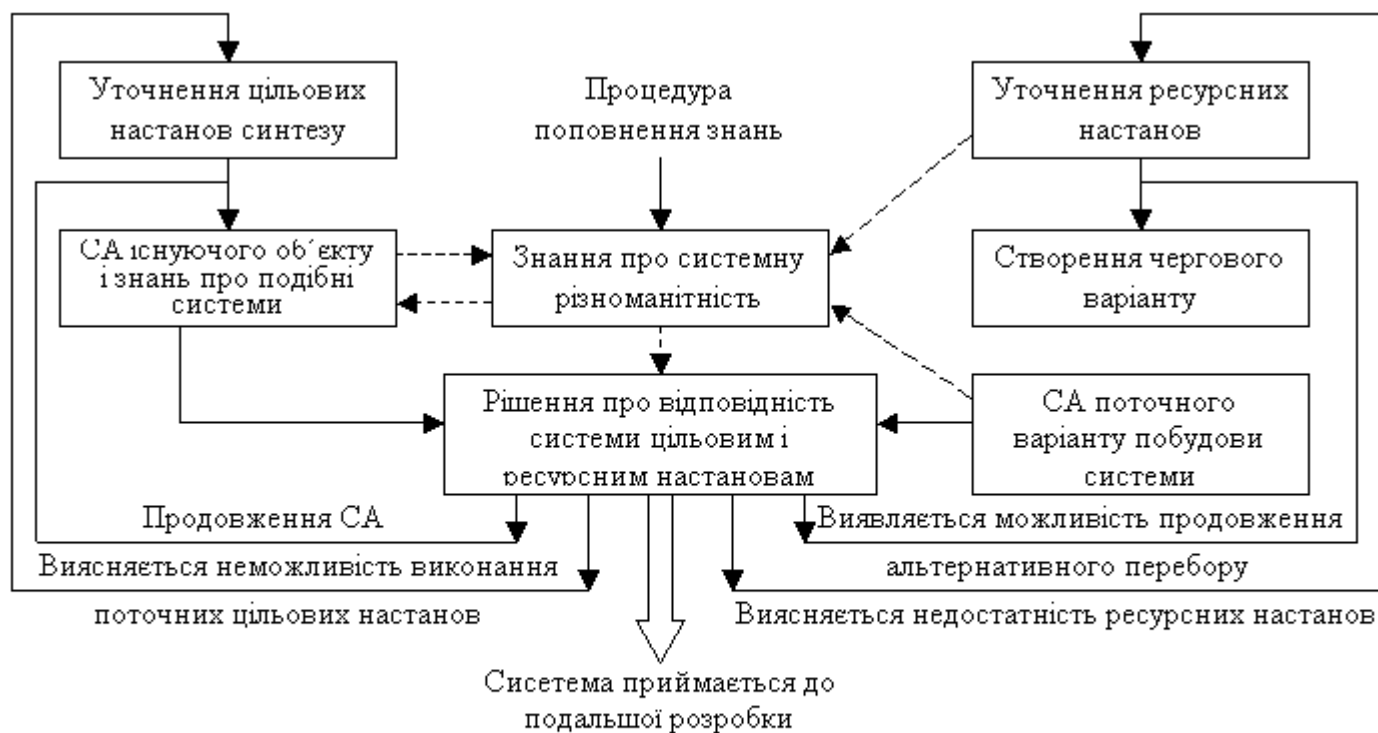 Уточнення цільових
настанов синтезу
Процедура
поповнення знань
Уточнення ресурсних
настанов
СА існуючого об´єкту
і знань про подібні
системи
Знання про системну
різноманітність
Створення чергового
варіанту
Рішення про відповідність
системи цільовим і
ресурсним настановам
СА поточного
варіанту побудови
системи
Продовження СА
Виясняється неможливість виконання
поточних цільових настанов
Виявляється можливість продовження
альтернативного перебору
Виясняється недостатність ресурсних настанов
Сисетема приймається до
подальшої розробки